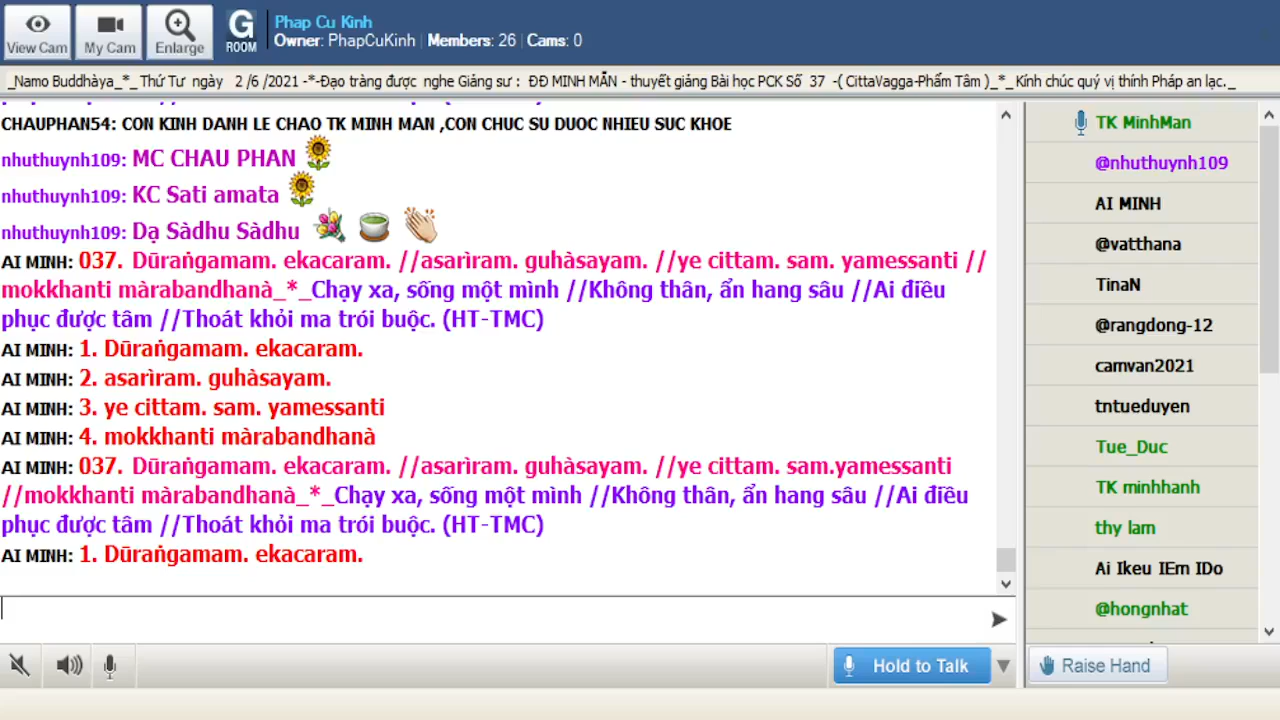 View Cam
My Cam
Enlarge
G
ROOM
Phap Cu Kinh
Owner: PhapCuKinh Members: 26 Cams: 0
_Namo Buddhàya_*_ Thứ Tư ngày 2 /6 /2021 -*-Đạo tràng được nghe Giảng sư : ĐĐ MINH MẪN - thuyết giảng Bài học PCK Số 37 -( CittaVagga-Phẩm Tâm )_*_ Kính chúc quý vị thính Pháp an lạc._
CHAUPHAN54: CON KINH DANH LE CHAO TK MINH MAN ,CON CHUC SU DUOC NHIEU SUC KHOE
nhuthuynh109: MC CHAU PHAN
nhuthuynh109: KC Sati amata
nhuthuynh109: Dạ Sàdhu Sàdhu
AI MINH: 037. Dūraṅgamam. ekacaram. //asarìram. guhàsayam. //ye cittam. sam. yamessanti //
mokkhanti màrabandhanà_*_Chạy xa, sống một mình //Không thân, ẩn hang sâu //Ai điều
phục được tâm //Thoát khỏi ma trói buộc. (HT-TMC)
AI MINH: 1. Dūraṅgamam. ekacaram.
AI MINH: 2. asarìram. guhàsayam.
AI MINH: 3. ye cittam. sam. yamessanti
AI MINH: 4. mokkhanti màrabandhanà
AI MINH: 037. Dūraṅgamam. ekacaram. //asarìram. guhàsayam. //ye cittam. sam.yamessanti
//mokkhanti màrabandhanà_*_Chạy xa, sống một mình //Không thân, ẩn hang sâu //Ai điều
phục được tâm //Thoát khỏi ma trói buộc. (HT-TMC)
AI MINH: 1. Dūraṅgamam. ekacaram.
TK MinhMan
@nhuthuynh109
AI MINH
@vatthana
TinaN
@rangdong-12
camvan2021
tntueduyen
Tue_Duc
TK minhhanh
thy lam
Ai Ikeu IEm IDo
@hongnhat
Hold to Talk
Raise Hand